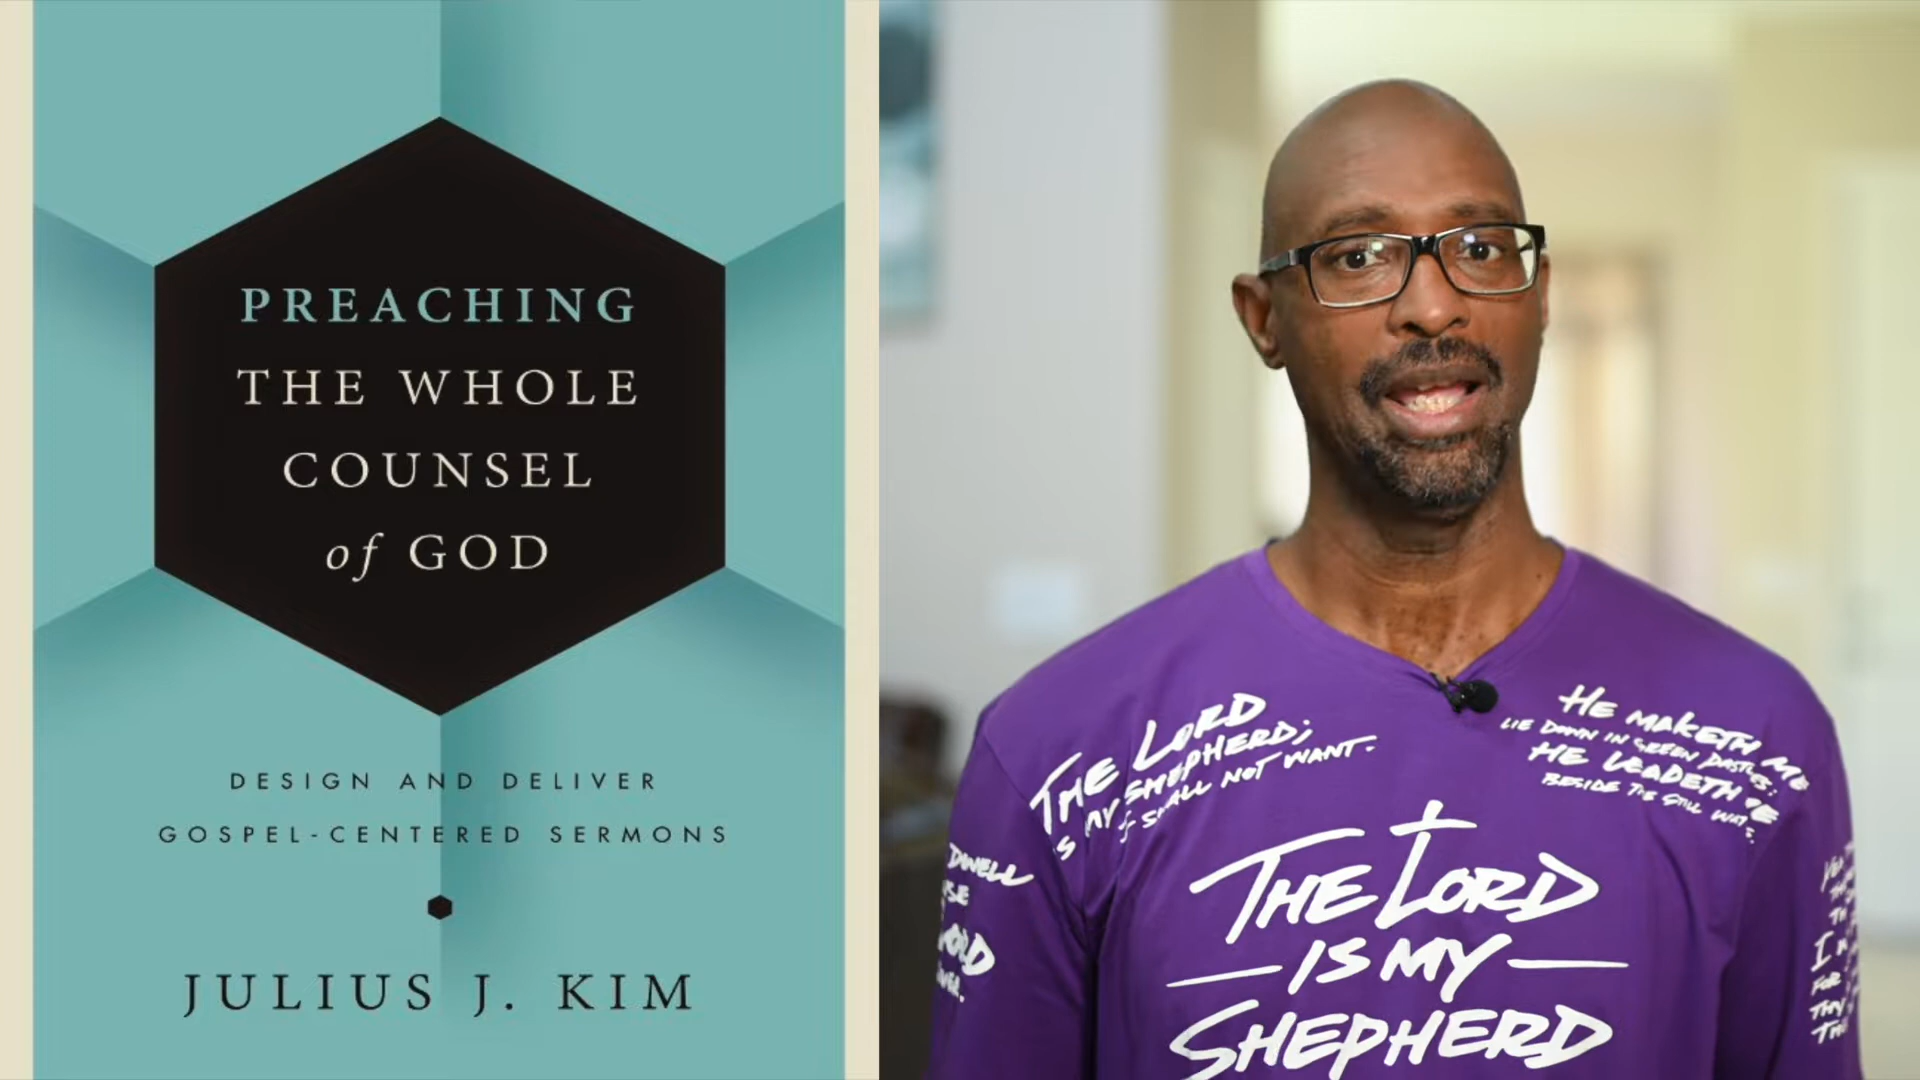 PREACHING
THE WHOLE
COUNSEL
of GOD
DESIGN AND DELIVER
GOSPEL-CENTERED SERMONS
JULIUS J. KIM
THE LORD
IS MY SHEPHERD;
I SHALL NOT WANT.
HE MAKETH ME
LIE DOWN IN GREEN PASTURES:
HE LEADETH ME
BESIDE THE STILL
DWELL
THE LORD
IS MY
SHEPHERD